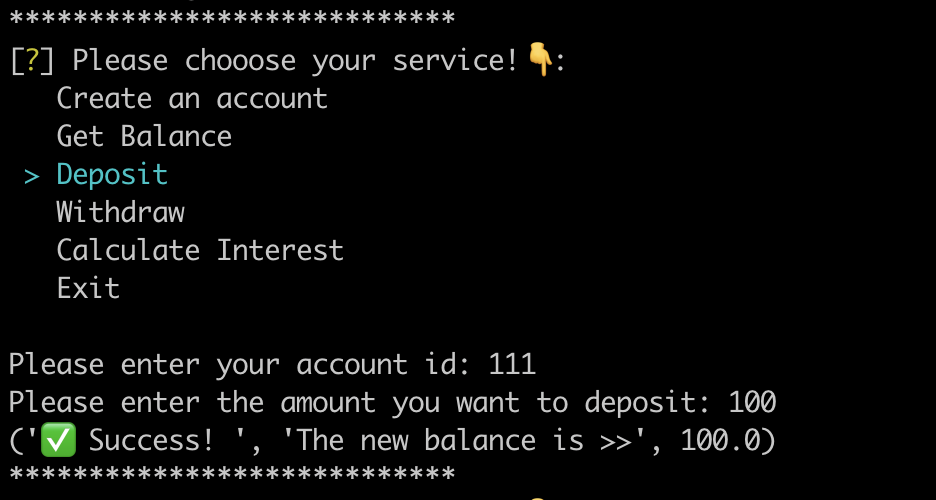 ****************************
[?] Please chooose your service!👇:
Create an account
Get Balance
> Deposit
Withdraw
Calculate Interest
Exit
Please enter your account id: 111
Please enter the amount you want to deposit: 100
('✅ Success! ', 'The new balance is >>', 100.0)
****************************